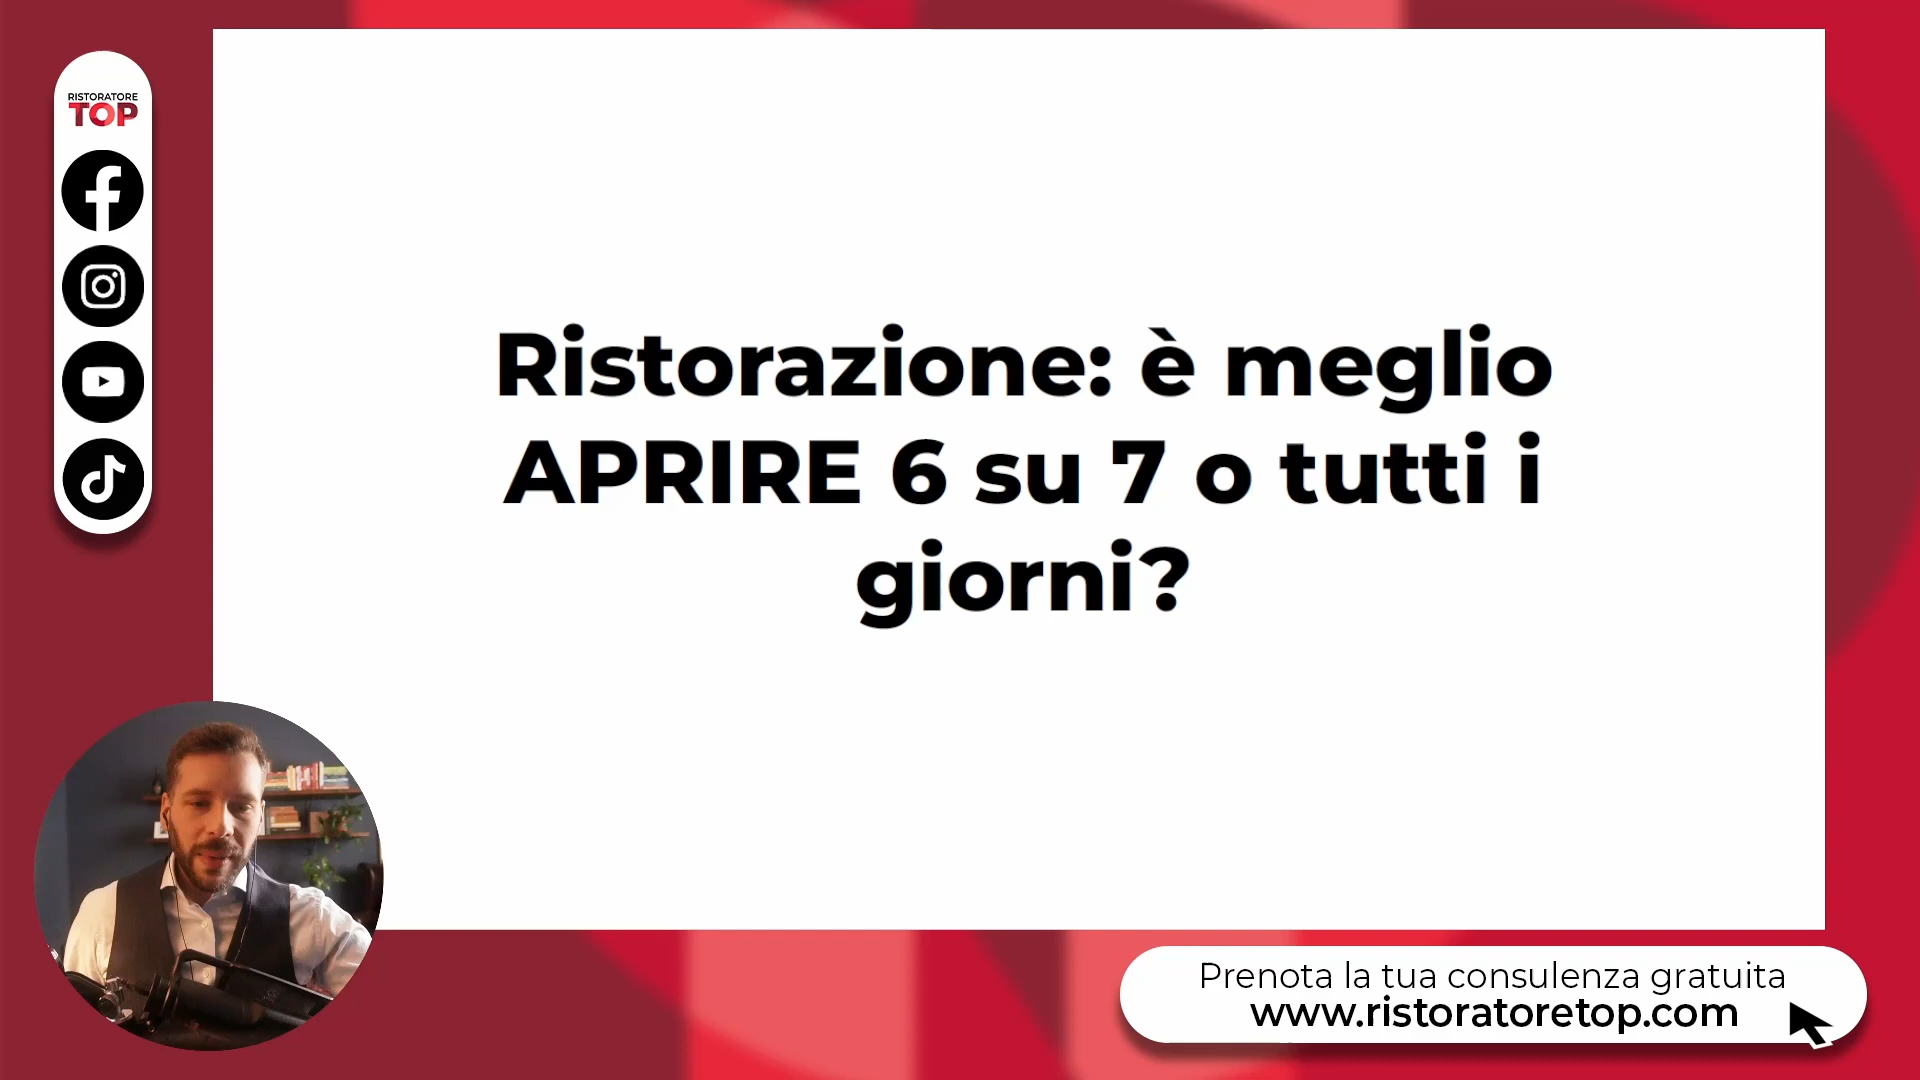 RISTORATORE
TOP
Ristorazione: è meglio
APRIRE 6 su 7 o tutti i
giorni?
Prenota la tua consulenza gratuita
www.ristoratoretop.com